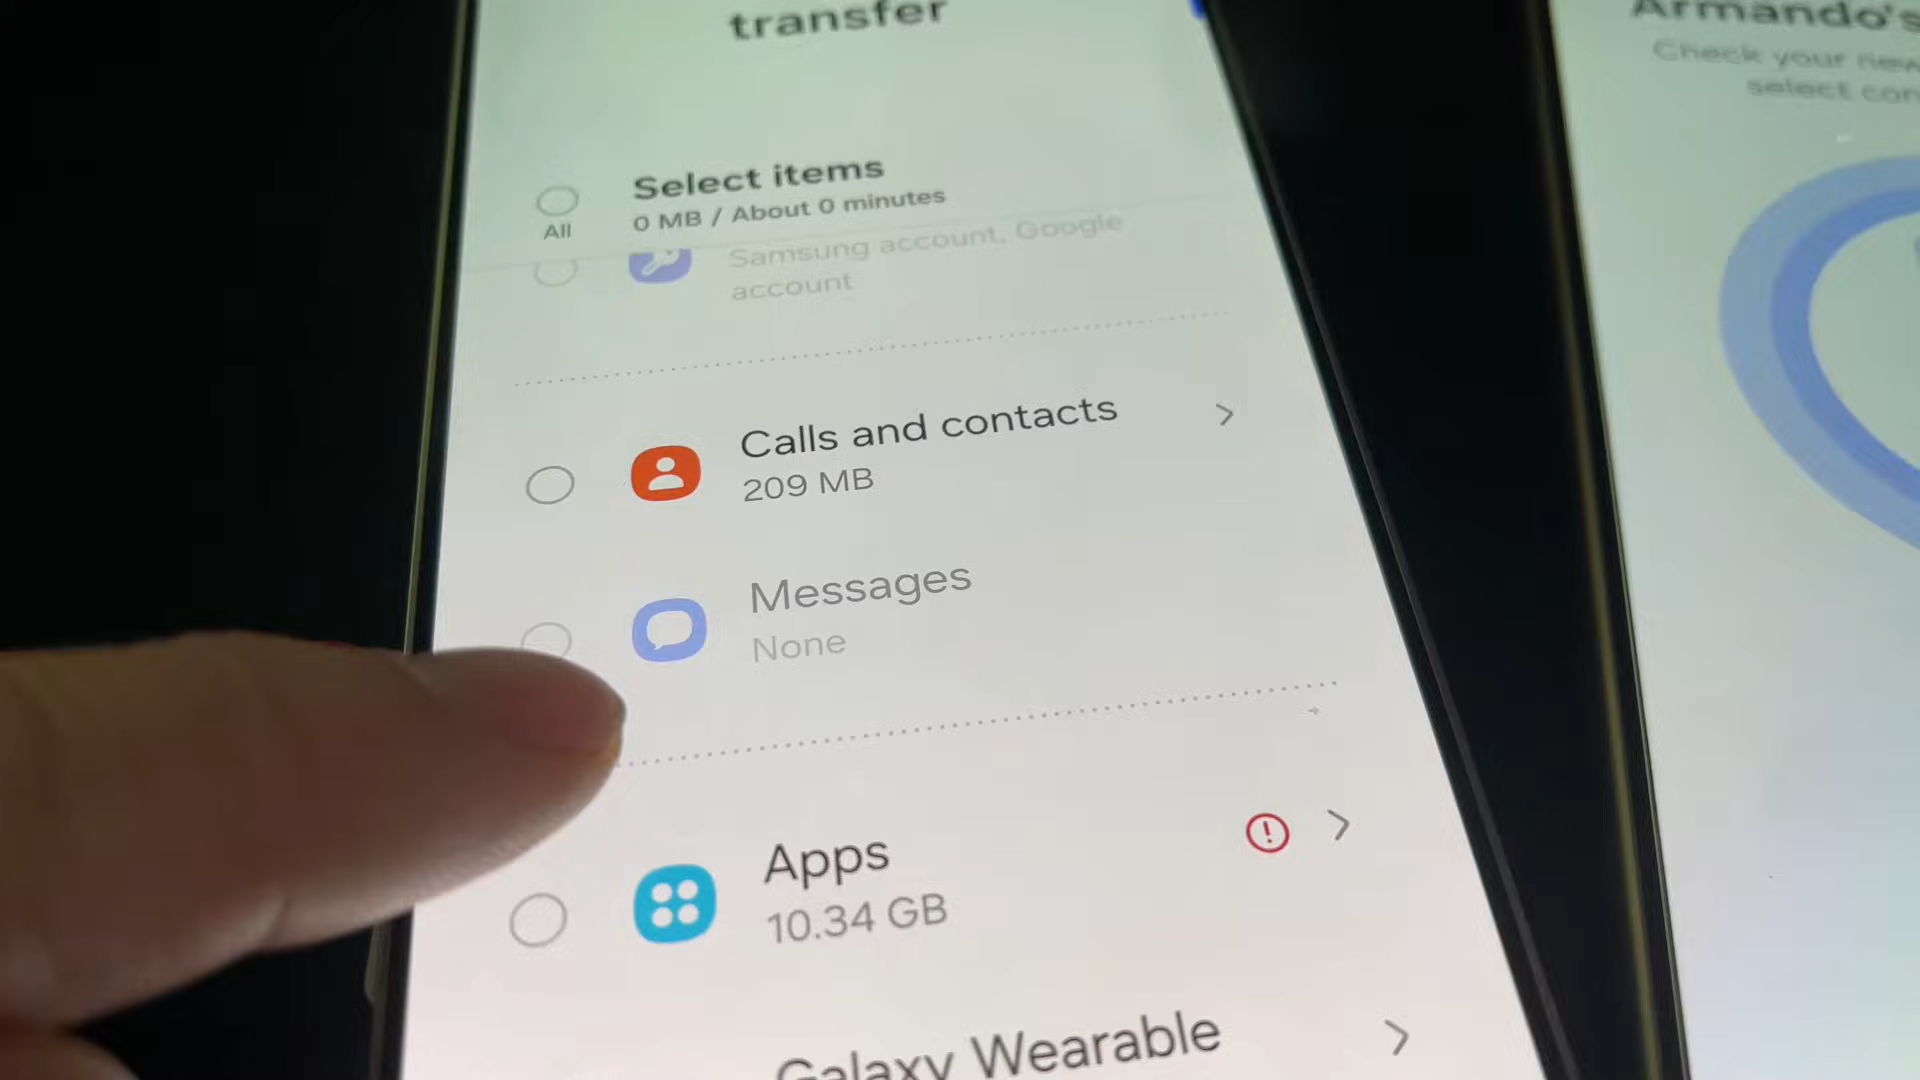 transfer
Select items
0 MB / About 0 minutes
All
Samsung account, Google
account
Calls and contacts
209 MB
Messages
None
Apps
10.34 GB
Galaxy Wearable
Armando's
Check your new
select con